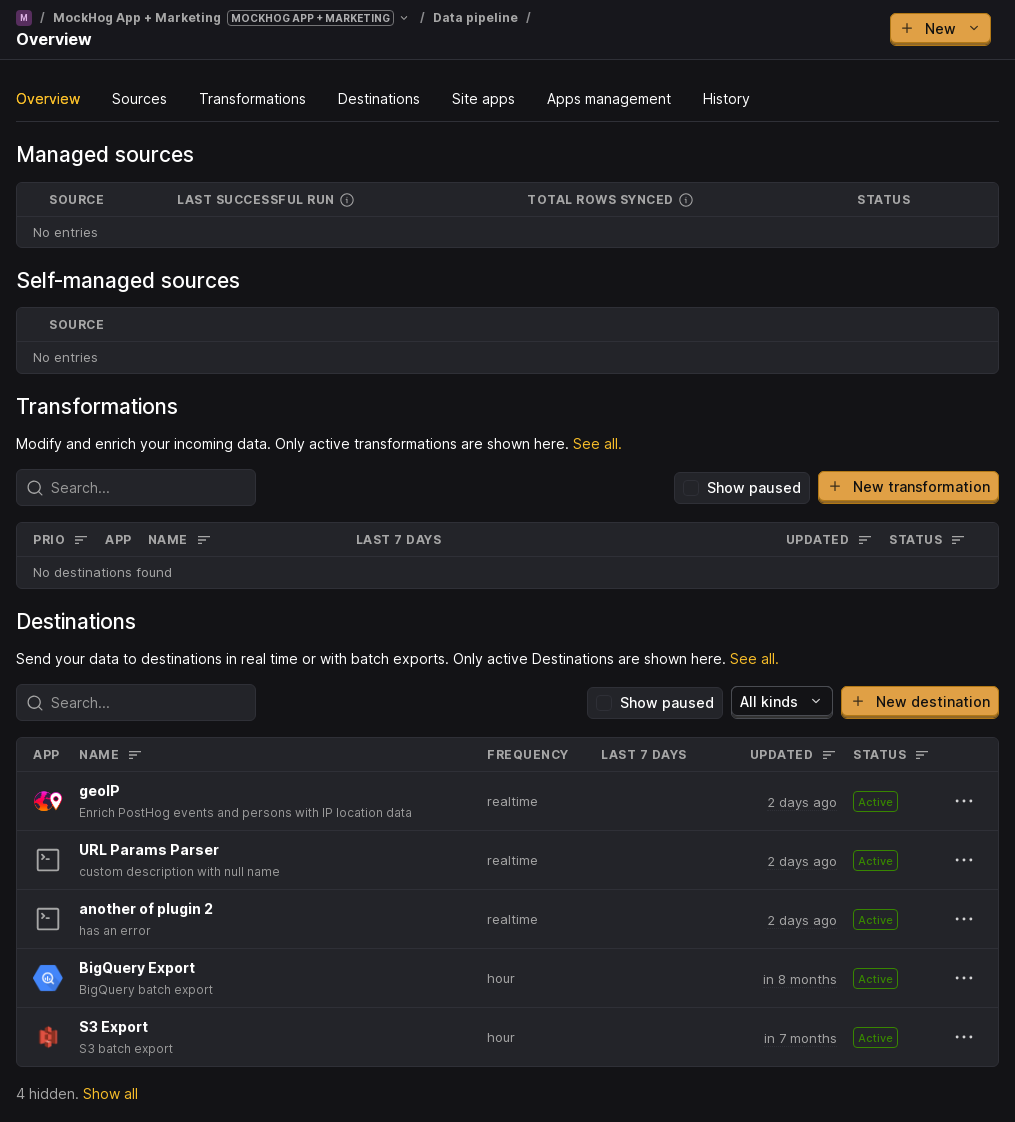 M / MockHog App + Marketing MOCKHOG APP + MARKETING / Data pipeline /
Overview
New
Overview Sources Transformations Destinations Site apps Apps management History
Managed sources
SOURCE LAST SUCCESSFUL RUN TOTAL ROWS SYNCED STATUS
No entries
Self-managed sources
SOURCE
No entries
Transformations
Modify and enrich your incoming data. Only active transformations are shown here. See all.
Search... Show paused New transformation
PRIO APP NAME LAST 7 DAYS UPDATED STATUS
No destinations found
Destinations
Send your data to destinations in real time or with batch exports. Only active Destinations are shown here. See all.
Search... Show paused All kinds New destination
APP NAME FREQUENCY LAST 7 DAYS UPDATED STATUS
geoIP
Enrich PostHog events and persons with IP location data
realtime 2 days ago Active
URL Params Parser
custom description with null name
realtime 2 days ago Active
another of plugin 2
has an error
realtime 2 days ago Active
BigQuery Export
BigQuery batch export
hour in 8 months Active
S3 Export
S3 batch export
hour in 7 months Active
4 hidden. Show all